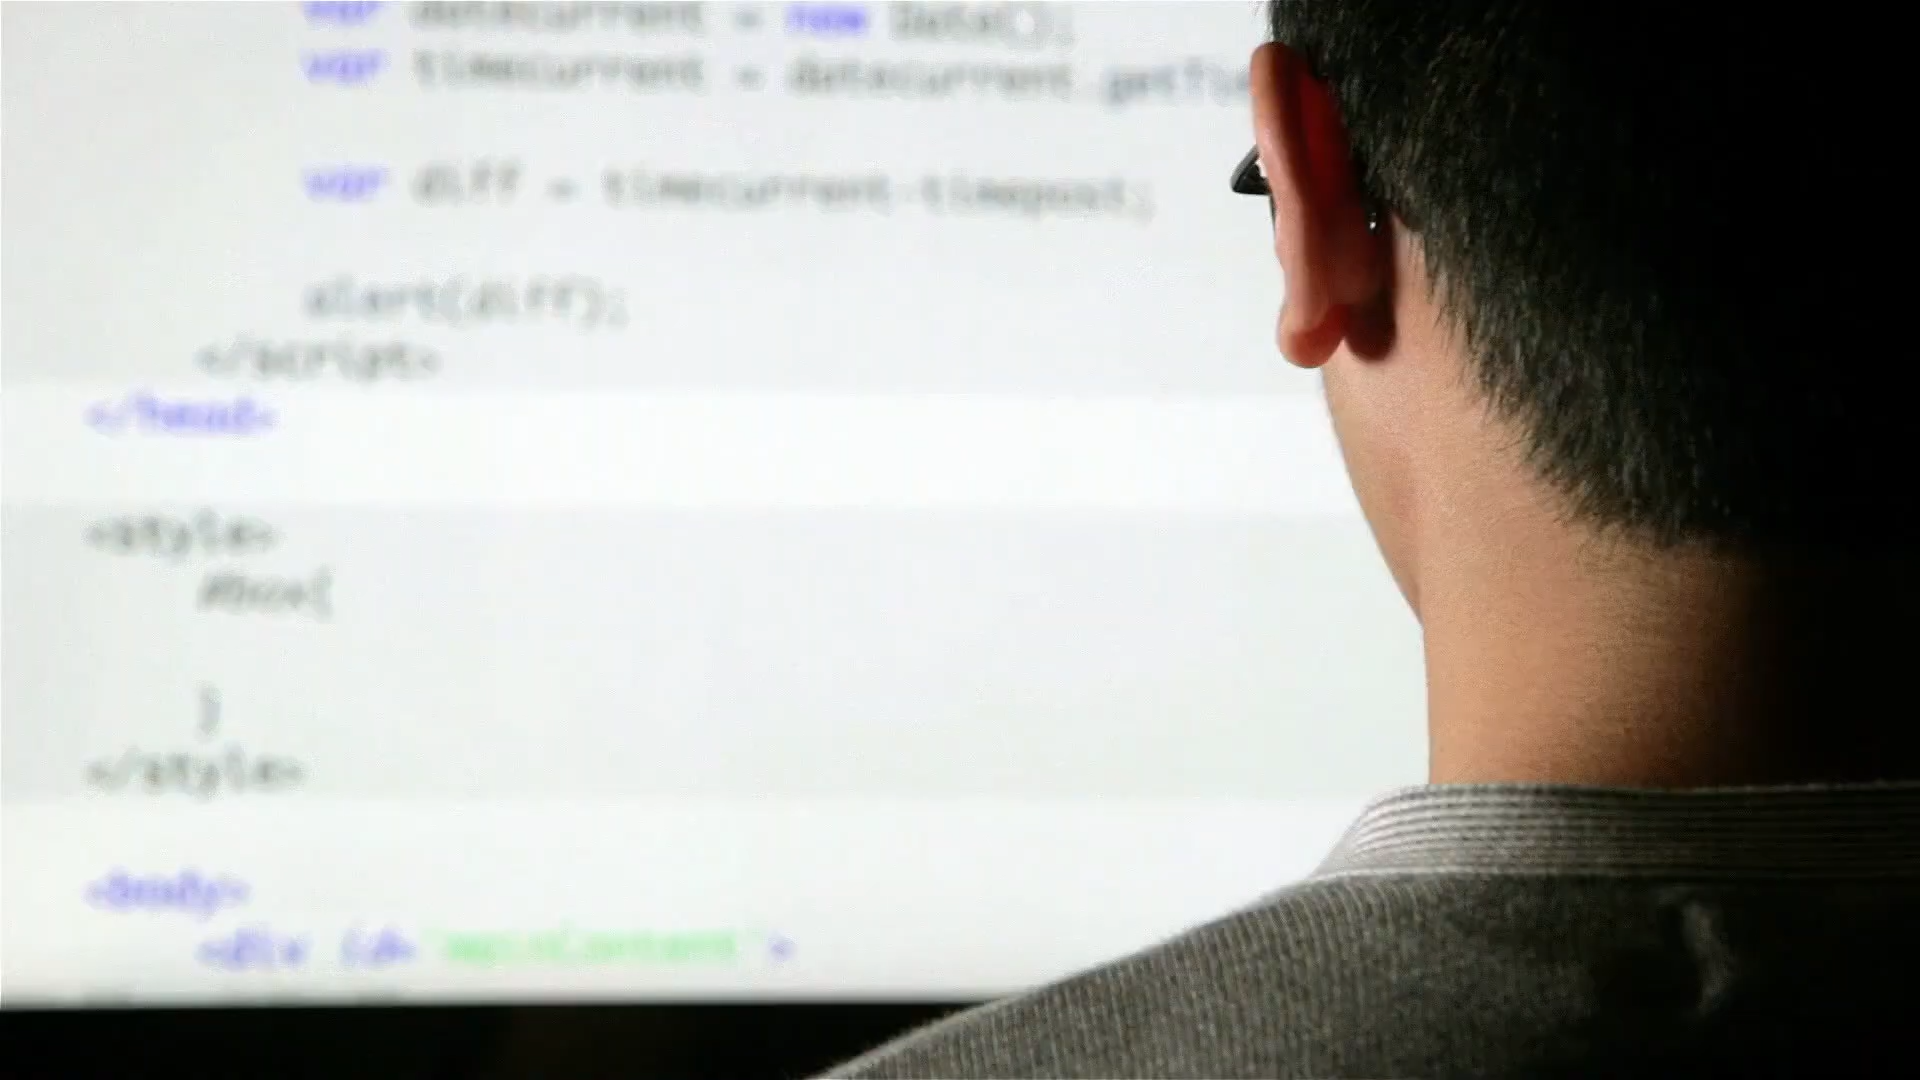 var datecurrent = new Date();
var timecurrent = datecurrent.getTi
var diff = timecurrent-timepost;
alert(diff);
</script>
</head>
<style>
#box{
}
</style>
<body>
<div id="mainContent">